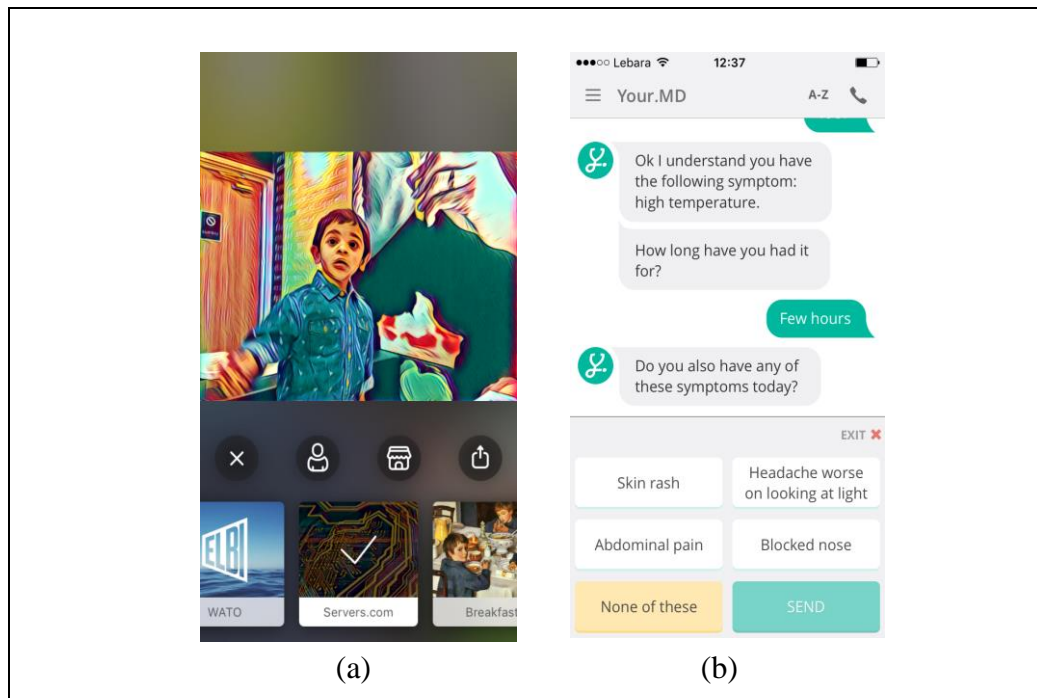 ELBI
WATO
Servers.com
Breakfast
(a)
Lebara 12:37
Your.MD A-Z
Ok I understand you have
the following symptom:
high temperature.
How long have you had it
for?
Few hours
Do you also have any of
these symptoms today?
EXIT
Skin rash
Headache worse
on looking at light
Abdominal pain
Blocked nose
None of these
SEND
(b)